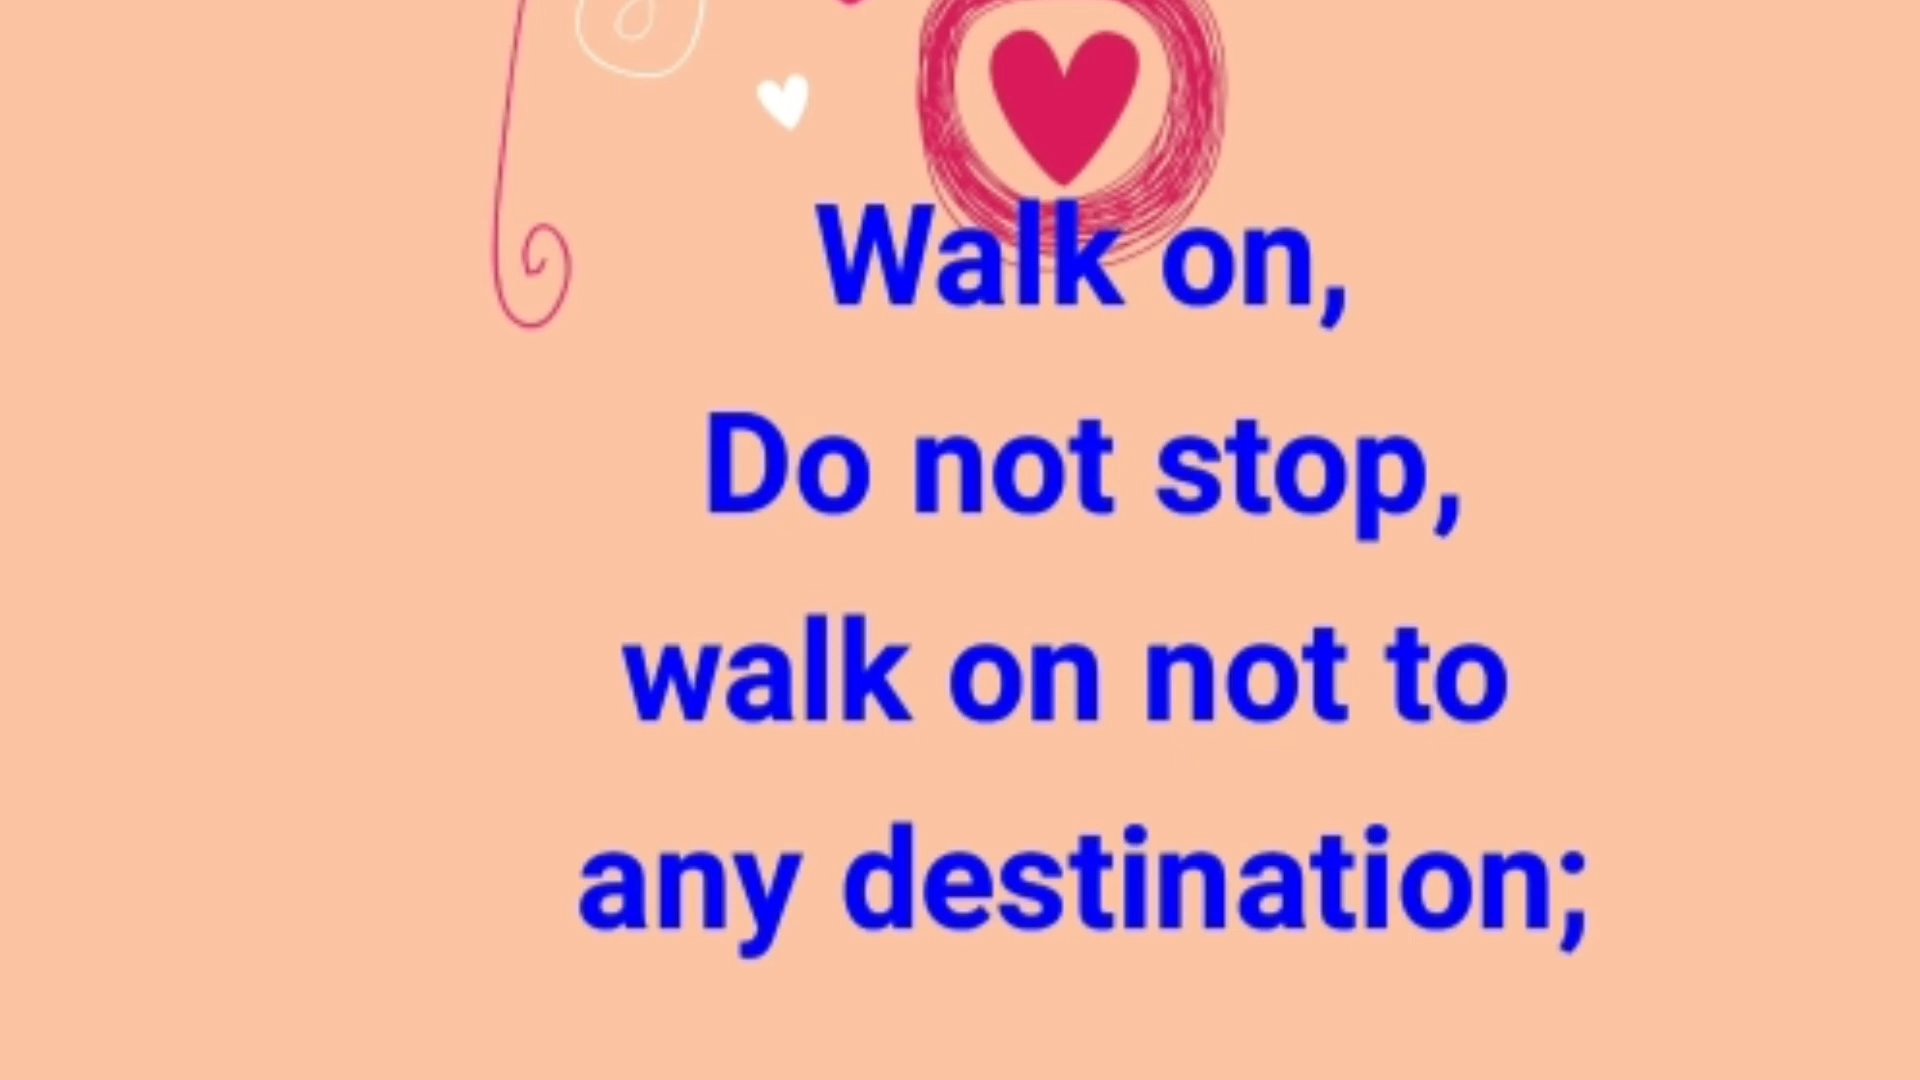 Walk on,
Do not stop,
walk on not to
any destination;